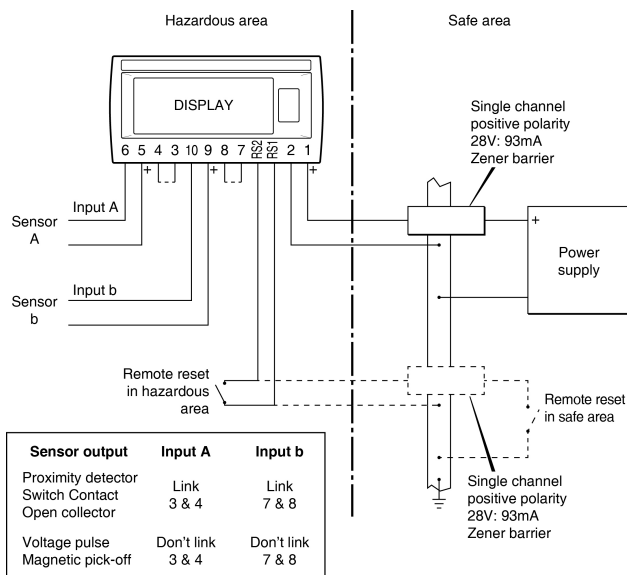 Hazardous area
Safe area
DISPLAY
6 5 4 3 10 9 8 7 RS2 RS1 2 1
+ + +
Single channel
positive polarity
28V: 93mA
Zener barrier
Input A
Sensor
A
+
Power
supply
Input b
Sensor
b
Remote reset
in hazardous
area
Remote reset
in safe area
Sensor output Input A Input b
Proximity detector
Switch Contact
Open collector
Link
3 & 4
Link
7 & 8
Voltage pulse
Magnetic pick-off
Don't link
3 & 4
Don't link
7 & 8
Single channel
positive polarity
28V: 93mA
Zener barrier